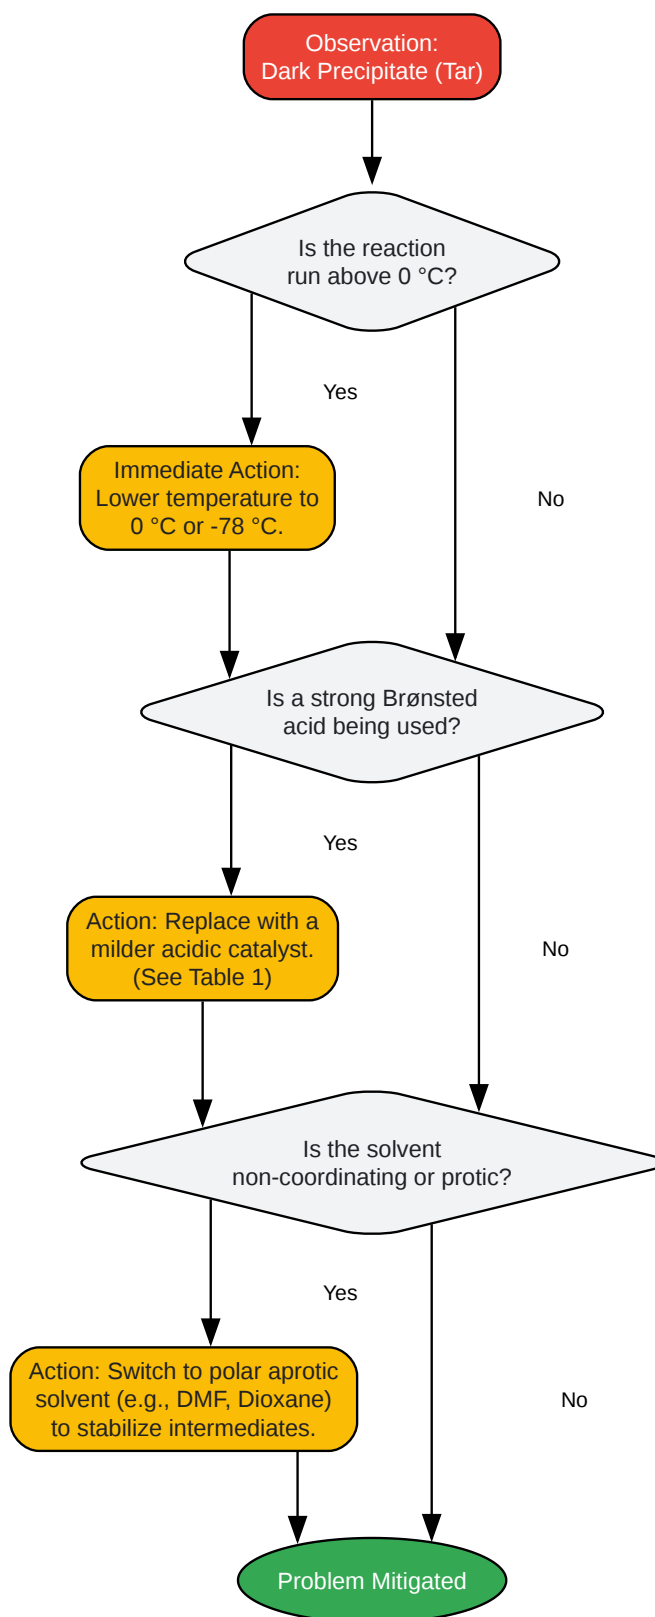 Observation:
Dark Precipitate (Tar)
Is the reaction
run above 0 °C?
Yes
Immediate Action:
Lower temperature to
0 °C or -78 °C.
No
Is a strong Brønsted
acid being used?
Yes
Action: Replace with a
milder acidic catalyst.
(See Table 1)
No
Is the solvent
non-coordinating or protic?
Yes
Action: Switch to polar aprotic
solvent (e.g., DMF, Dioxane)
to stabilize intermediates.
No
Problem Mitigated